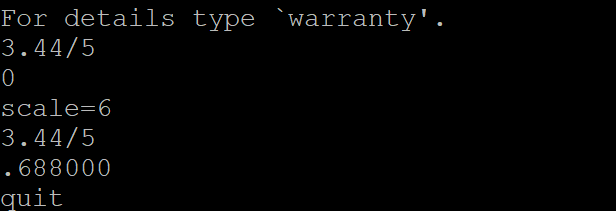 For details type `warranty'.
3.44/5
0
scale=6
3.44/5
.688000
quit